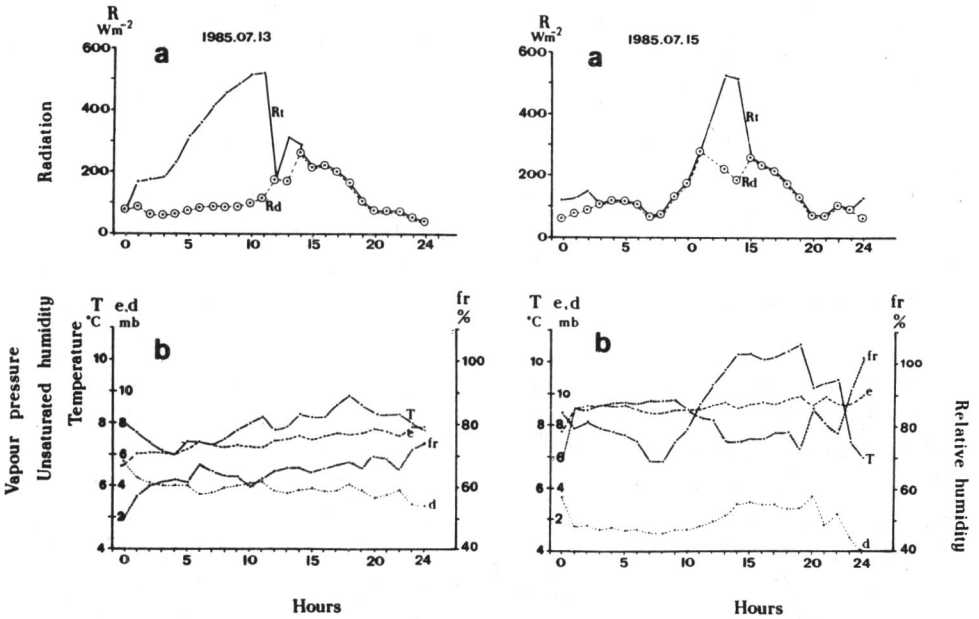 R
Wm-2
1985.07.13
a
600
400
200
0
Rt
Rd
0 5 10 15 20 24
Radiation
R
Wm-2
1985.07.15
a
600
400
200
0
Rt
Rd
0 5 0 15 20 24
T e,d
°C mb
fr
%
b
10
8
6
4
10
8
6
4
2
100
80
60
40
T
e
fr
d
0 5 10 15 20 24
Hours
Vapour pressure
Unsaturated humidity
Temperature
T e,d
°C mb
fr
%
b
10
8
6
4
10
8
6
4
2
100
80
60
40
fr
e
T
d
0 5 10 15 20 24
Hours
Relative humidity